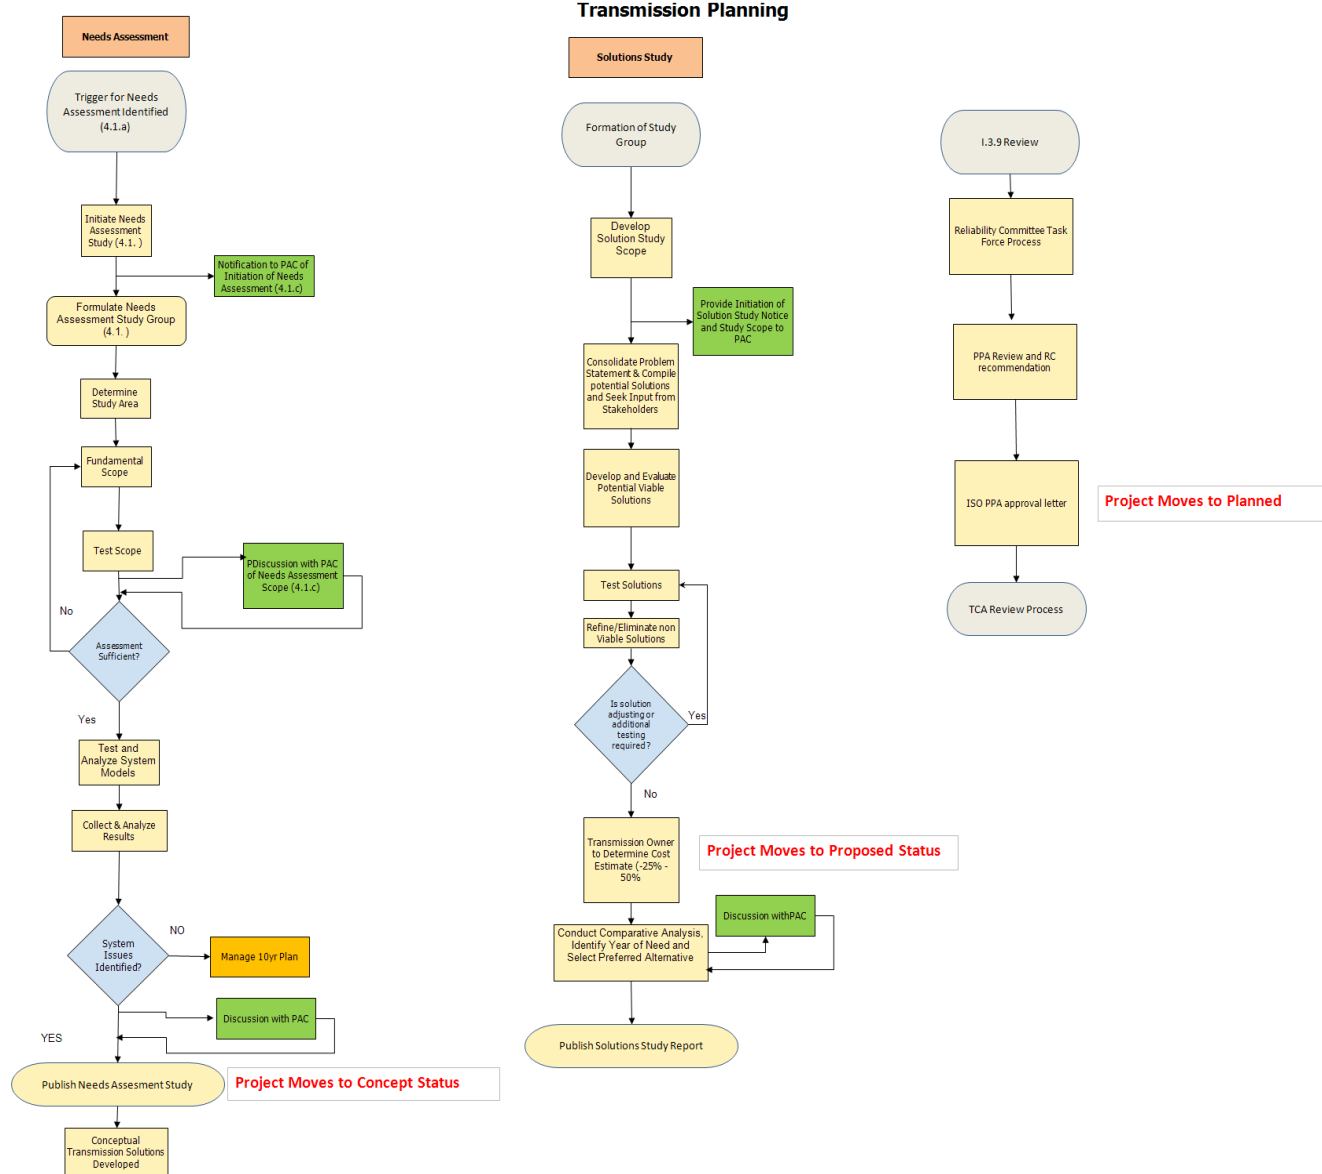 Transmission Planning
Needs Assessment
Trigger for Needs
Assessment Identified
(4.1.a)
Initiate Needs
Assessment
Study (4.1. )
Notification to PAC of
Initiation of Needs
Assessment (4.1.c)
Formulate Needs
Assessment Study Group
(4.1. )
Determine
Study Area
Fundamental
Scope
Test Scope
PDiscussion with PAC
of Needs Assessment
Scope (4.1.c)
No
Assessment
Sufficient?
Yes
Test and
Analyze System
Models
Collect & Analyze
Results
System
Issues
Identified?
NO
Manage 10yr Plan
Discussion with PAC
YES
Publish Needs Assesment Study
Project Moves to Concept Status
Conceptual
Transmission Solutions
Developed
Solutions Study
Formation of Study
Group
Develop
Solution Study
Scope
Provide Initiation of
Solution Study Notice
and Study Scope to
PAC
Consolidate Problem
Statement & Compile
potential Solutions
and Seek Input from
Stakeholders
Develop and Evaluate
Potential Viable
Solutions
Test Solutions
Refine/Eliminate non
Viable Solutions
Is solution
adjusting or
additional
testing
required?
Yes
No
Transmission Owner
to Determine Cost
Estimate (-25% -
50%
Project Moves to Proposed Status
Discussion withPAC
Conduct Comparative Analysis,
Identify Year of Need and
Select Preferred Alternative
Publish Solutions Study Report
I.3.9 Review
Reliability Committee Task
Force Process
PPA Review and RC
recommendation
ISO PPA approval letter
Project Moves to Planned
TCA Review Process